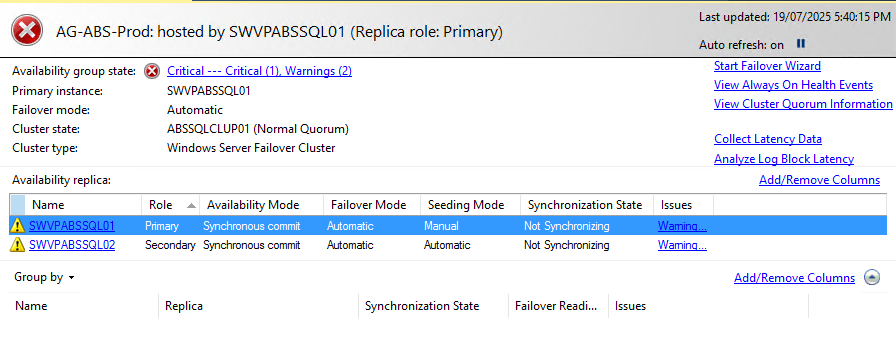 AG-ABS-Prod: hosted by SWVPABSSQL01 (Replica role: Primary)
Last updated: 19/07/2025 5:40:15 PM
Auto refresh: on
Availability group state: Critical --- Critical (1), Warnings (2)
Start Failover Wizard
Primary instance: SWVPABSSQL01
View Always On Health Events
Failover mode: Automatic
View Cluster Quorum Information
Cluster state: ABSSQLCLUP01 (Normal Quorum)
Cluster type: Windows Server Failover Cluster
Collect Latency Data
Analyze Log Block Latency
Availability replica: Add/Remove Columns
Name Role Availability Mode Failover Mode Seeding Mode Synchronization State Issues
SWVPABSSQL01 Primary Synchronous commit Automatic Manual Not Synchronizing Warning...
SWVPABSSQL02 Secondary Synchronous commit Automatic Automatic Not Synchronizing Warning...
Group by Add/Remove Columns
Name Replica Synchronization State Failover Readi... Issues